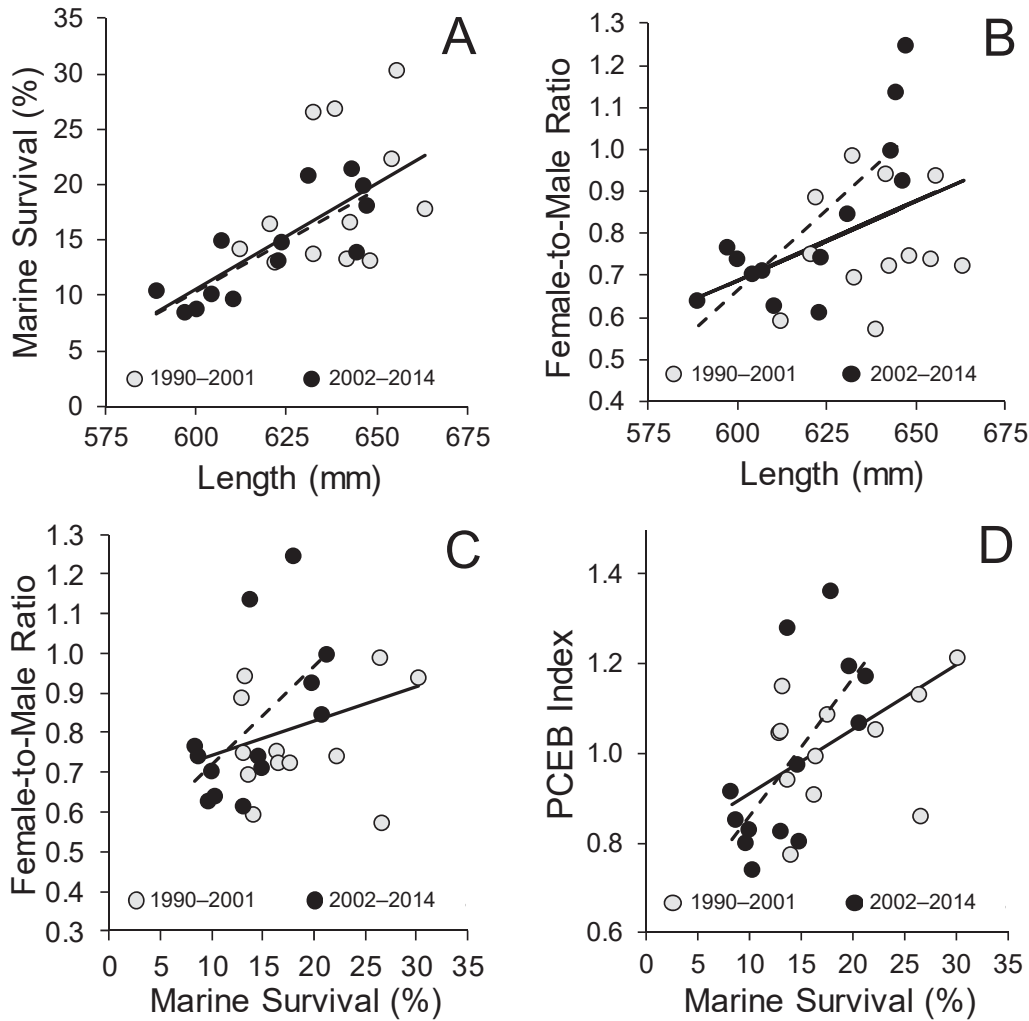 A
35
30
25
20
15
10
5
0
Marine Survival (%)
1990–2001
2002–2014
575 600 625 650 675
Length (mm)
B
1.3
1.2
1.1
1.0
0.9
0.8
0.7
0.6
0.5
0.4
Female-to-Male Ratio
1990–2001
2002–2014
575 600 625 650 675
Length (mm)
C
1.3
1.2
1.1
1.0
0.9
0.8
0.7
0.6
0.5
0.4
0.3
Female-to-Male Ratio
1990–2001
2002–2014
0 5 10 15 20 25 30 35
Marine Survival (%)
D
1.4
1.2
1.0
0.8
0.6
PCEB Index
1990–2001
2002–2014
0 5 10 15 20 25 30 35
Marine Survival (%)